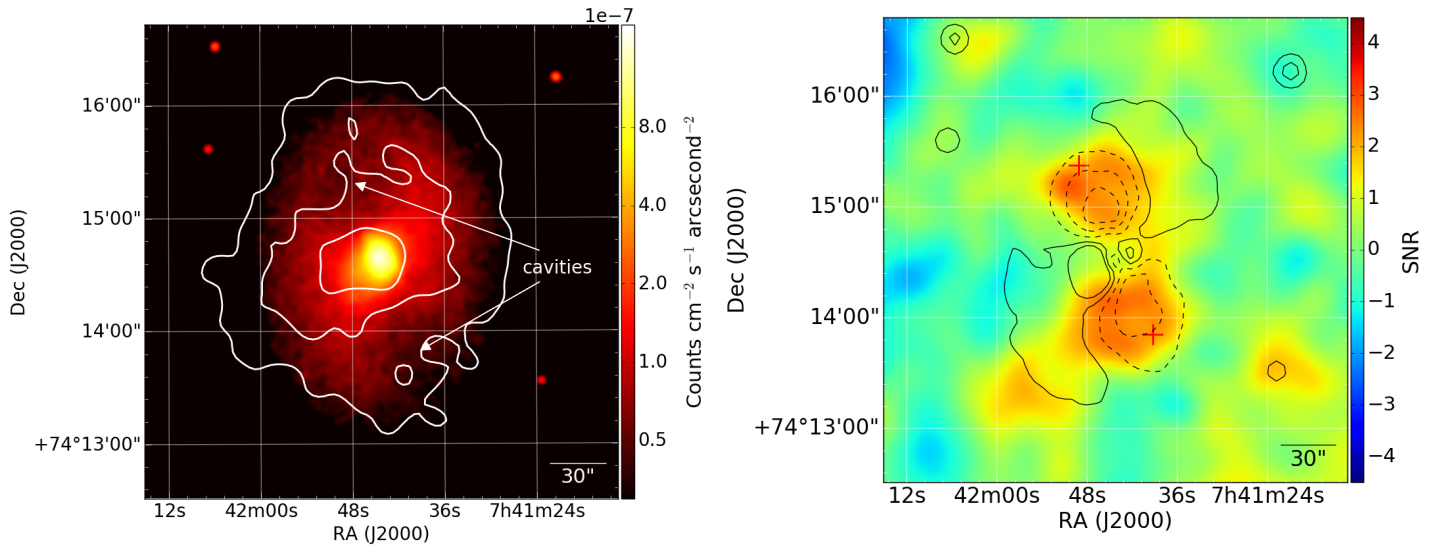 1e−7
16'00"
15'00"
14'00"
+74°13'00"
Dec (J2000)
12s 42m00s 48s 36s 7h41m24s
RA (J2000)
cavities
30"
8.0
4.0
2.0
1.0
0.5
Counts cm⁻² s⁻¹ arcsecond⁻²
16'00"
15'00"
14'00"
+74°13'00"
Dec (J2000)
12s 42m00s 48s 36s 7h41m24s
RA (J2000)
30"
4
3
2
1
0
−1
−2
−3
−4
SNR